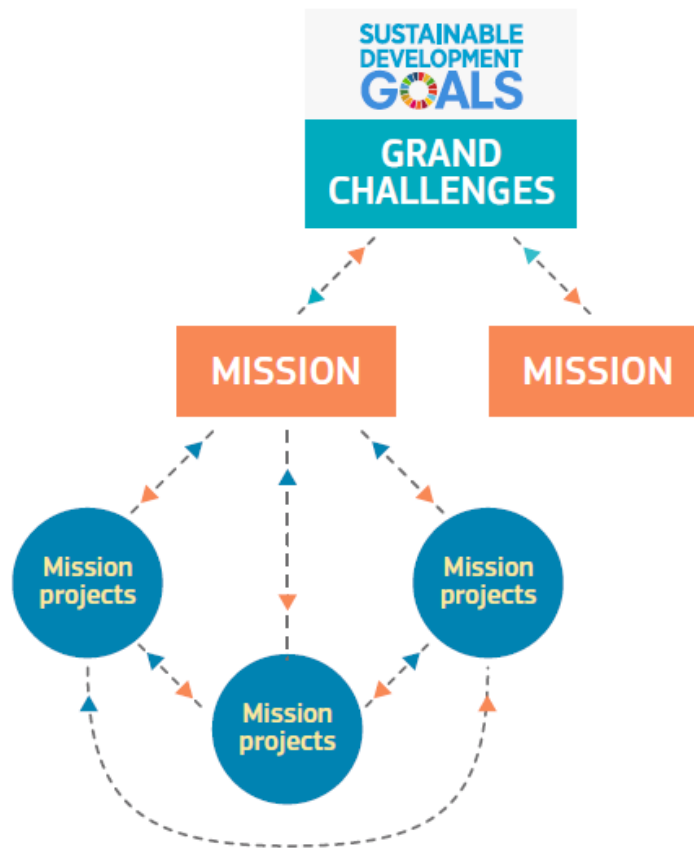 SUSTAINABLE
DEVELOPMENT
GOALS
GRAND
CHALLENGES
MISSION
MISSION
Mission
projects
Mission
projects
Mission
projects